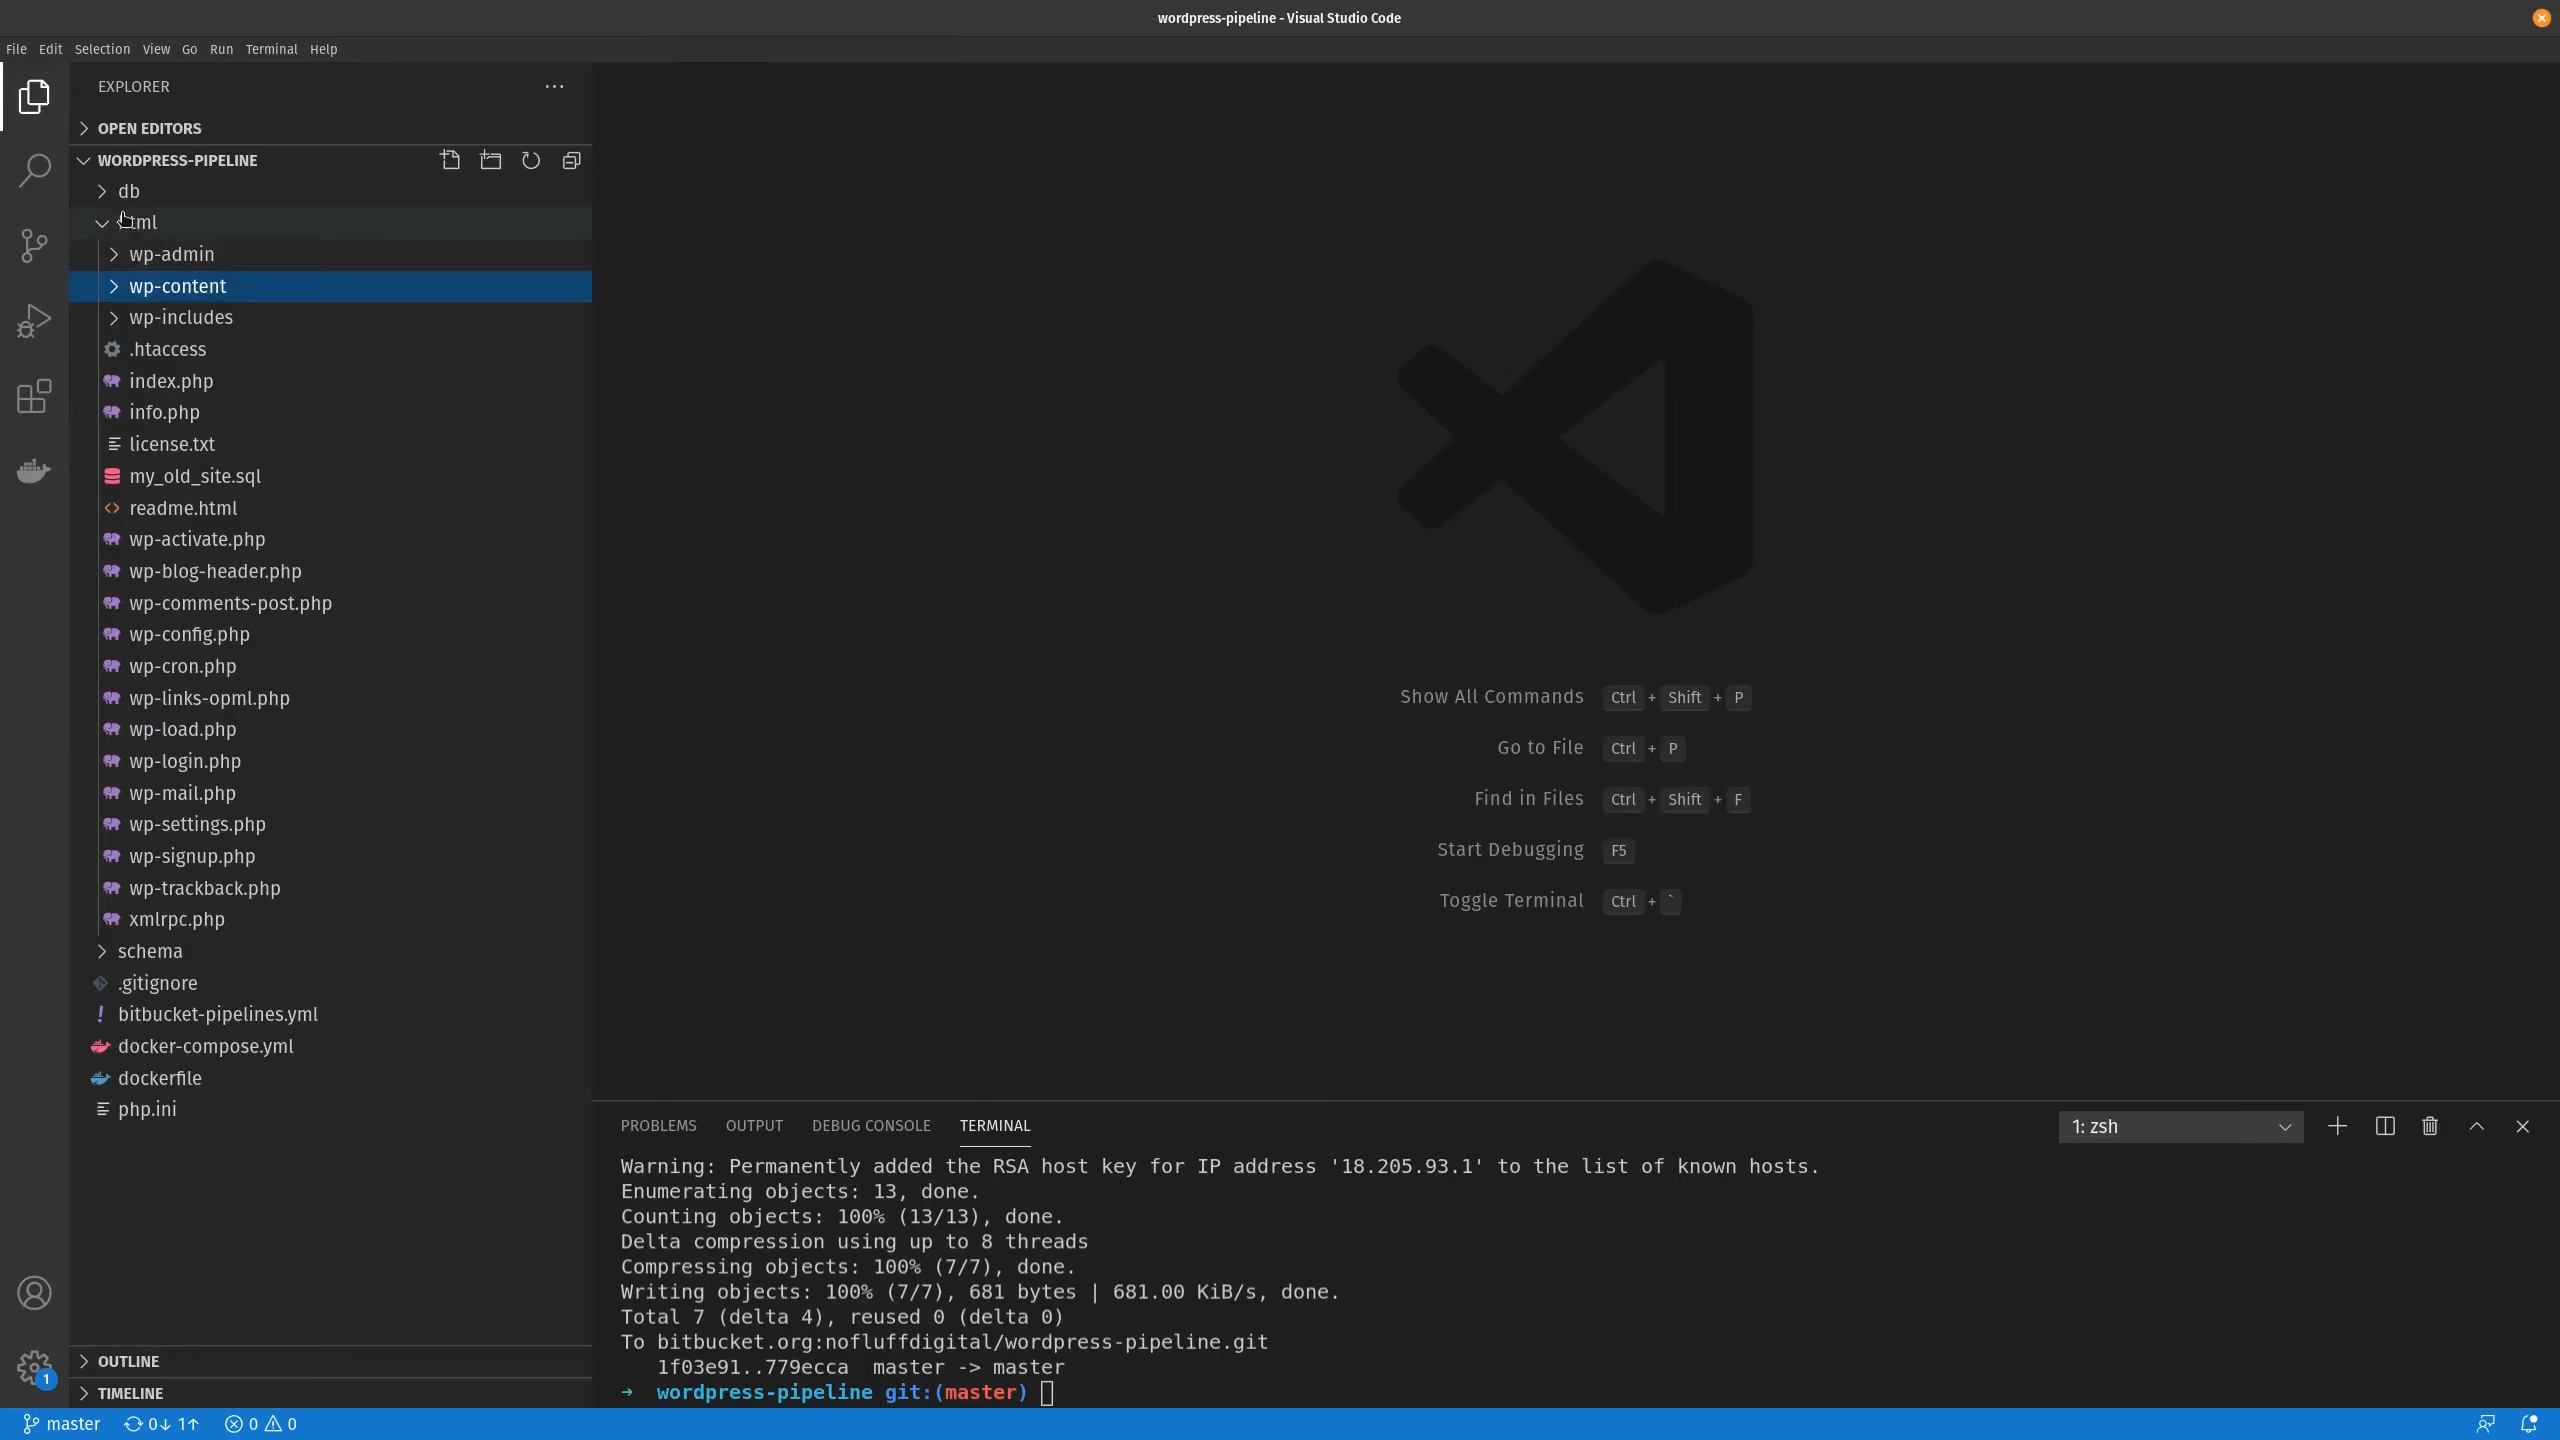 wordpress-pipeline - Visual Studio Code
File Edit Selection View Go Run Terminal Help
EXPLORER
OPEN EDITORS
WORDPRESS-PIPELINE
db
tml
wp-admin
wp-content
wp-includes
.htaccess
index.php
info.php
license.txt
my_old_site.sql
readme.html
wp-activate.php
wp-blog-header.php
wp-comments-post.php
wp-config.php
wp-cron.php
wp-links-opml.php
wp-load.php
wp-login.php
wp-mail.php
wp-settings.php
wp-signup.php
wp-trackback.php
xmlrpc.php
schema
.gitignore
bitbucket-pipelines.yml
docker-compose.yml
dockerfile
php.ini
OUTLINE
TIMELINE
1
Show All Commands Ctrl + Shift + P
Go to File Ctrl + P
Find in Files Ctrl + Shift + F
Start Debugging F5
Toggle Terminal Ctrl + `
PROBLEMS OUTPUT DEBUG CONSOLE TERMINAL 1: zsh
Warning: Permanently added the RSA host key for IP address '18.205.93.1' to the list of known hosts.
Enumerating objects: 13, done.
Counting objects: 100% (13/13), done.
Delta compression using up to 8 threads
Compressing objects: 100% (7/7), done.
Writing objects: 100% (7/7), 681 bytes | 681.00 KiB/s, done.
Total 7 (delta 4), reused 0 (delta 0)
To bitbucket.org:nofluffdigital/wordpress-pipeline.git
1f03e91..779ecca master -> master
➜ wordpress-pipeline git:(master)
master 0↓ 1↑ 0 0